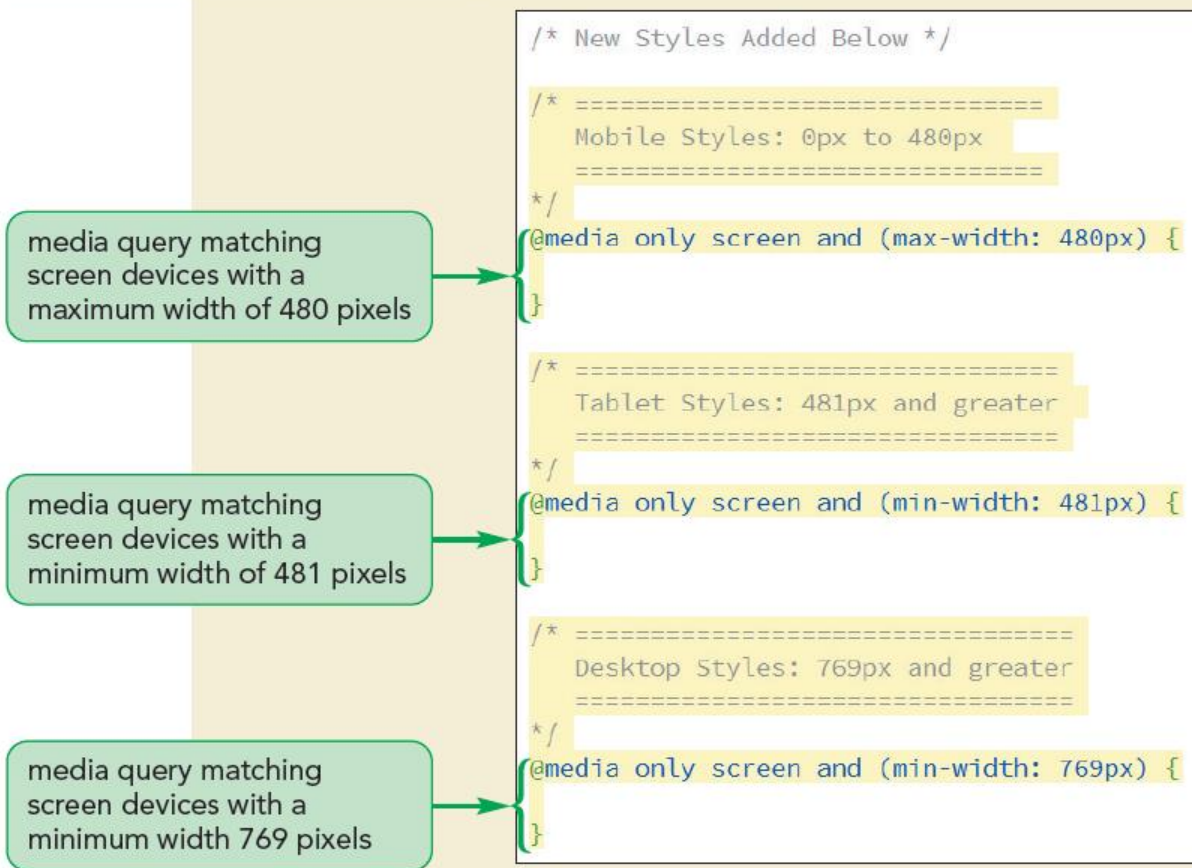 /* New Styles Added Below */
/* =================================
Mobile Styles: 0px to 480px
===============================
*/
media query matching
screen devices with a
maximum width of 480 pixels
@media only screen and (max-width: 480px) {
}
/* ================================
Tablet Styles: 481px and greater
================================
*/
media query matching
screen devices with a
minimum width of 481 pixels
@media only screen and (min-width: 481px) {
}
/* =================================
Desktop Styles: 769px and greater
=================================
*/
media query matching
screen devices with a
minimum width 769 pixels
@media only screen and (min-width: 769px) {
}